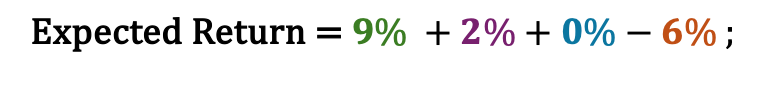 Expected Return = 9% + 2% + 0% − 6% ;